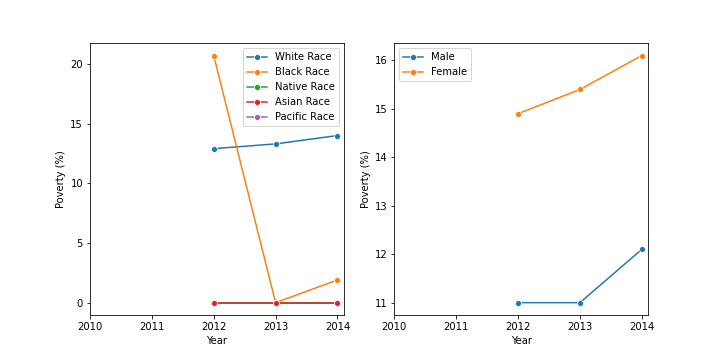 White Race
Black Race
Native Race
Asian Race
Pacific Race
20
15
10
5
0
Poverty (%)
2010 2011 2012 2013 2014
Year
Male
Female
16
15
14
13
12
11
Poverty (%)
2010 2011 2012 2013 2014
Year